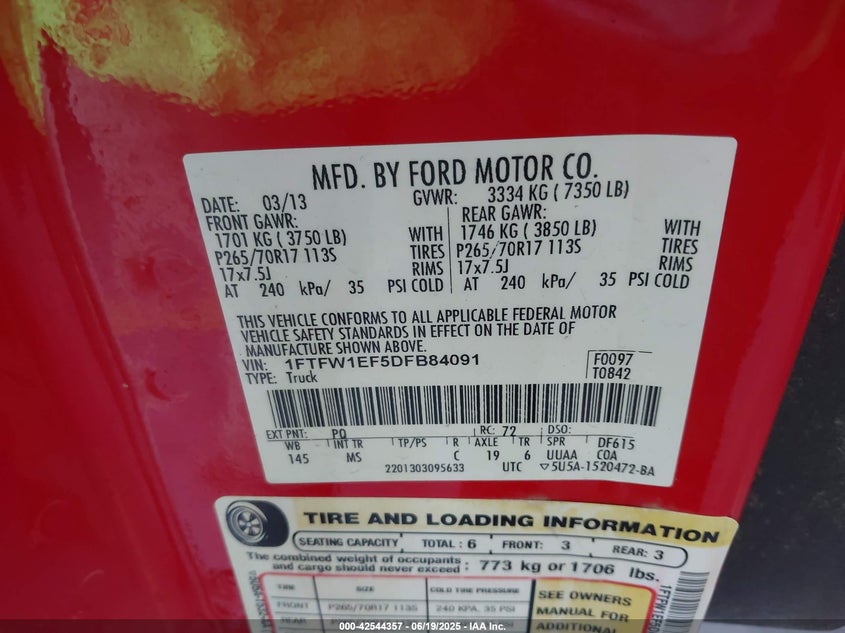 MFD. BY FORD MOTOR CO.
DATE: 03/13 GVWR: 3334 KG ( 7350 LB)
FRONT GAWR: REAR GAWR:
1701 KG ( 3750 LB) WITH 1746 KG ( 3850 LB) WITH
P265/70R17 113S TIRES P265/70R17 113S TIRES
17x7.5J RIMS 17x7.5J RIMS
AT 240 kPa/ 35 PSI COLD AT 240 kPa/ 35 PSI COLD
THIS VEHICLE CONFORMS TO ALL APPLICABLE FEDERAL MOTOR
VEHICLE SAFETY STANDARDS IN EFFECT ON THE DATE OF
MANUFACTURE SHOWN ABOVE.
VIN: 1FTFW1EF5DFB84091 F0097
TYPE: Truck T0842
EXT PNT: PQ RC: 72 DSO:
WB INT TR TP/PS R AXLE TR SPR DF615
145 MS C 19 6 UUAA COA
2201303095633 UTC ▽5U5A-1520472-BA
TIRE AND LOADING INFORMATION
SEATING CAPACITY TOTAL : 6 FRONT: 3 REAR: 3
The combined weight of occupants
and cargo should never exceed : 773 kg or 1706 lbs.
TIRE SIZE COLD TIRE PRESSURE SEE OWNERS
FRONT P265/70R17 113S 240 KPA, 35 PSI MANUAL FOR
REAR ADDITIONAL
000-42544357 - 06/19/2025 - IAA Inc.